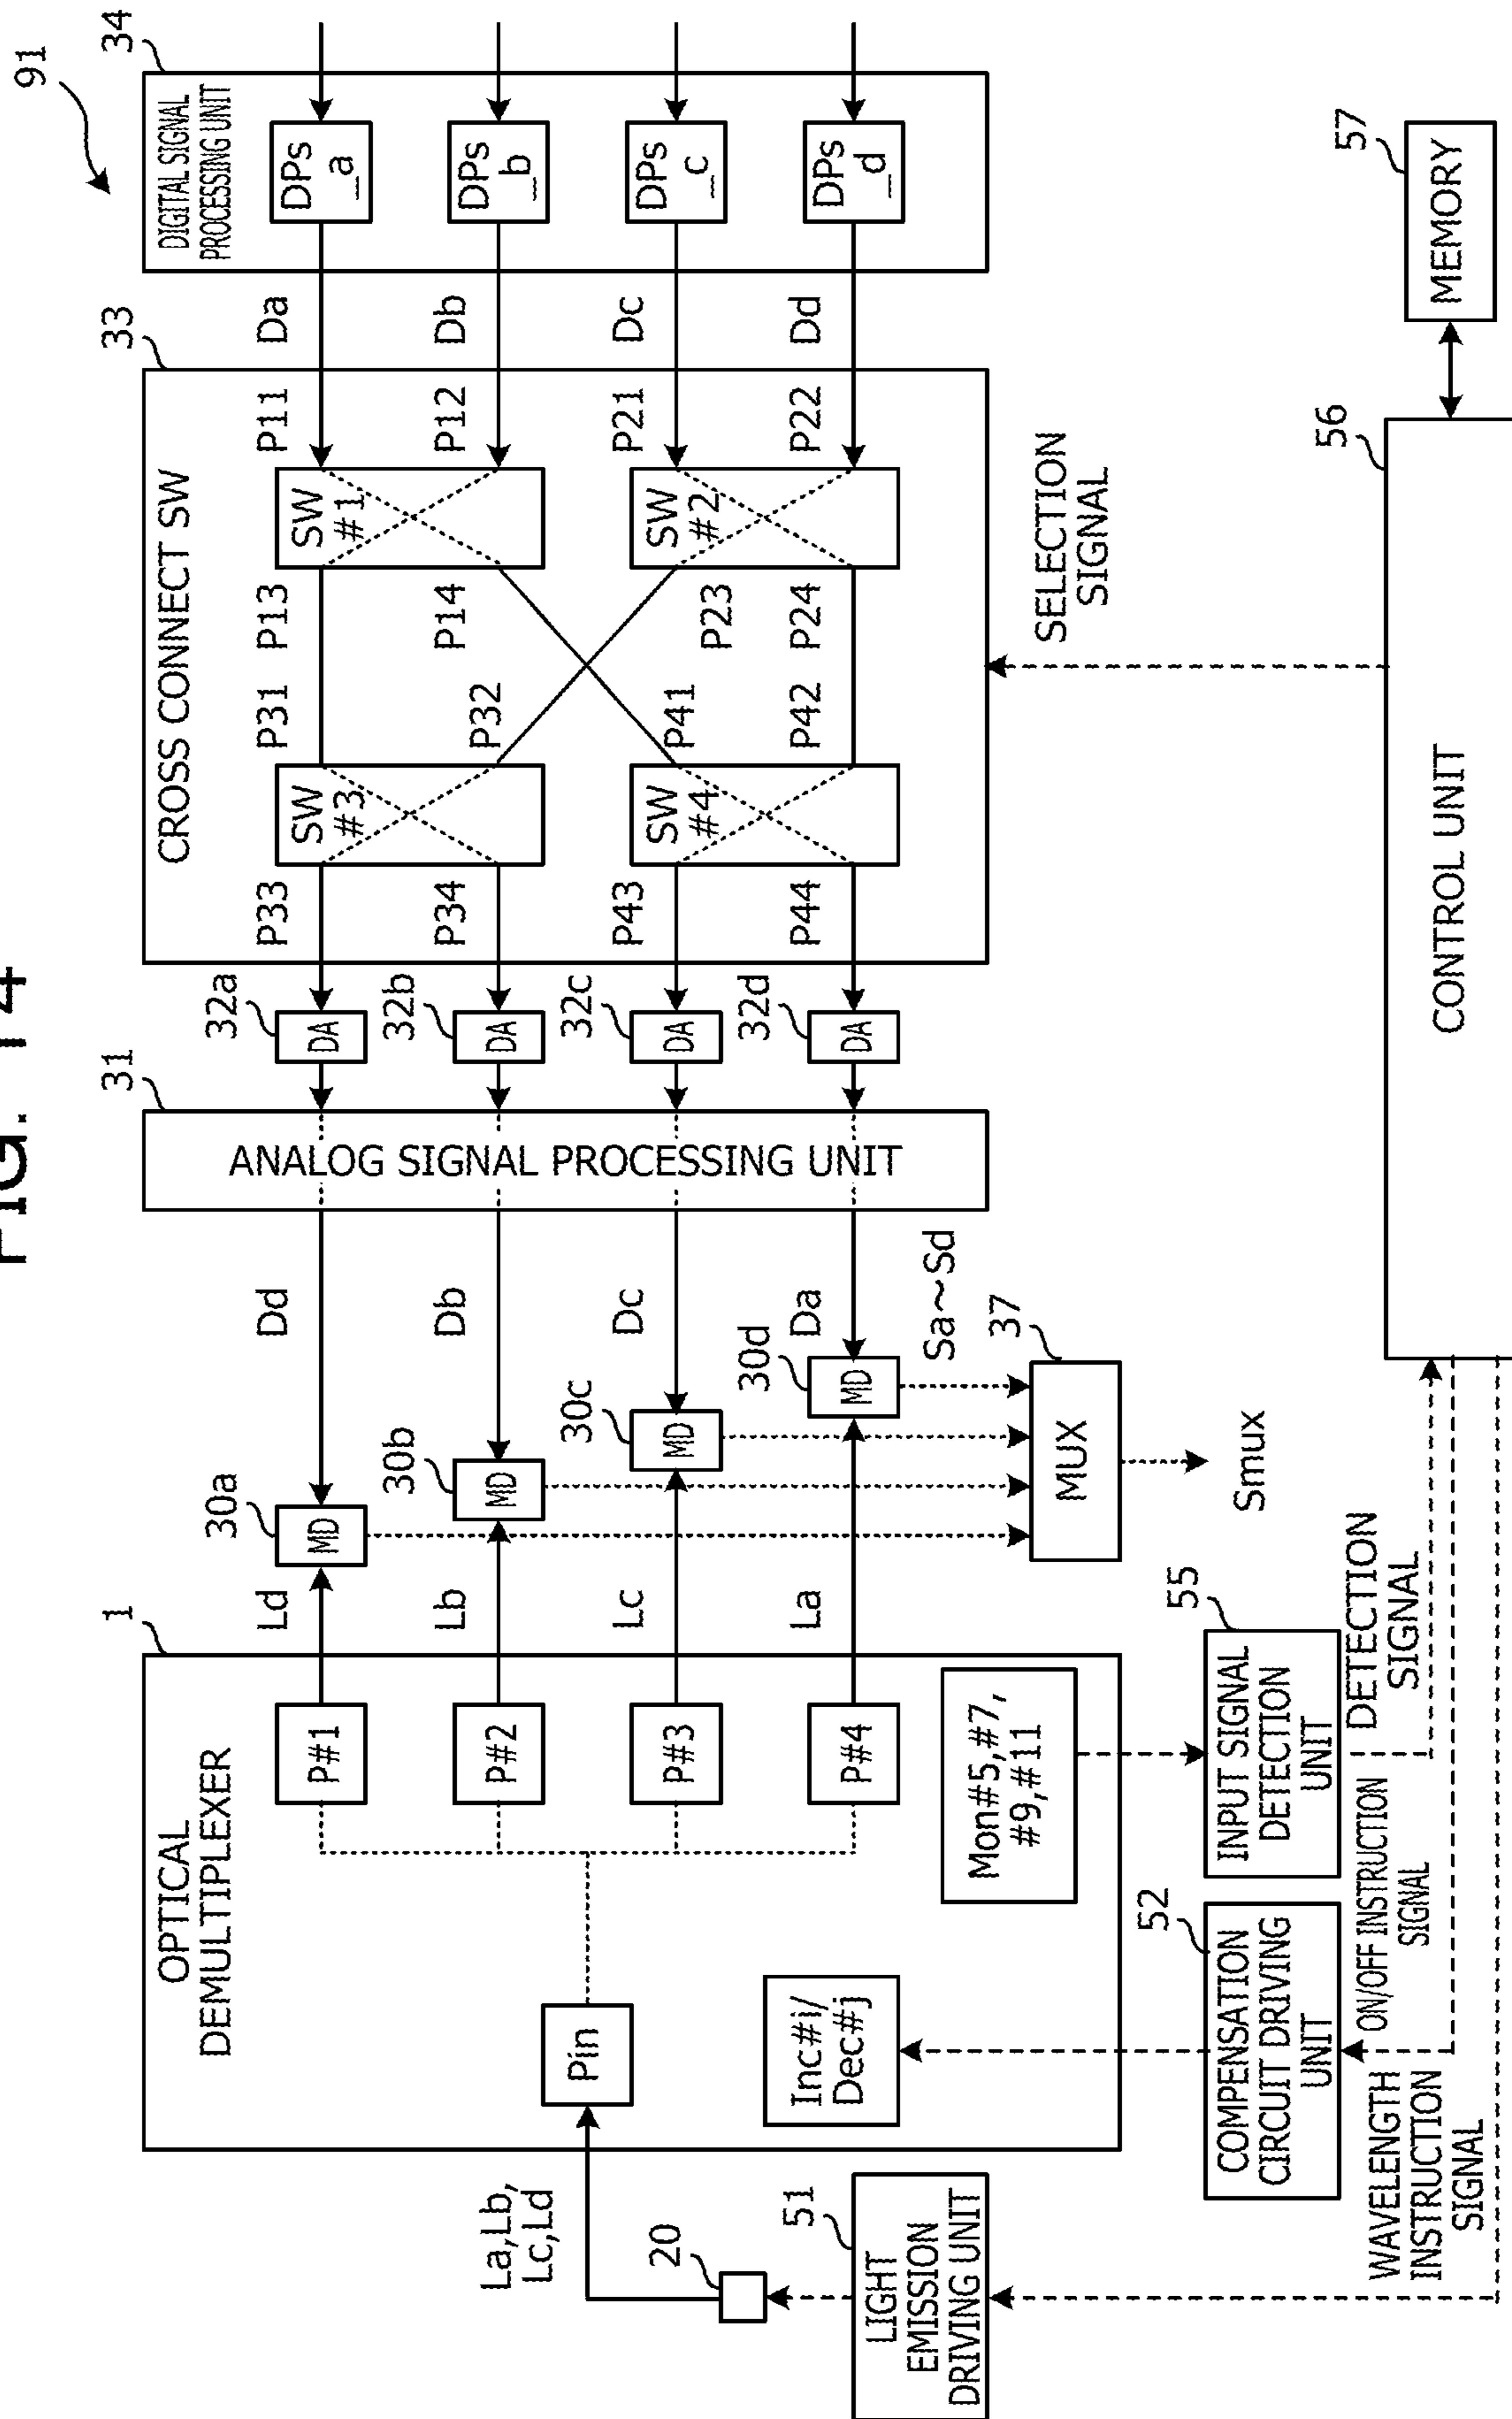 FIG. 14
91
1
OPTICAL
DEMULTIPLEXER
La,Lb,
Lc,Ld
20
Pin
P#1
P#2
P#3
P#4
Inc#i/
Dec#j
Mon#5,#7,
#9,#11
Ld
Lb
Lc
La
30a
MD
30b
MD
30c
MD
30d
MD
Dd
Db
Dc
Da
Sa~Sd
37
MUX
Smux
31
ANALOG SIGNAL PROCESSING UNIT
32a
DA
32b
DA
32c
DA
32d
DA
33
CROSS CONNECT SW
P33
P34
P43
P44
SW
#3
SW
#4
P31
P32
P41
P42
P13
P14
P23
P24
SW
#1
SW
#2
P11
P12
P21
P22
Da
Db
Dc
Dd
34
DIGITAL SIGNAL
PROCESSING UNIT
DPs
_a
DPs
_b
DPs
_c
DPs
_d
SELECTION
SIGNAL
51
LIGHT
EMISSION
DRIVING UNIT
52
COMPENSATION
CIRCUIT DRIVING
UNIT
55
INPUT SIGNAL
DETECTION
UNIT
WAVELENGTH
INSTRUCTION
SIGNAL
ON/OFF INSTRUCTION
SIGNAL
DETECTION
SIGNAL
56
CONTROL UNIT
57
MEMORY